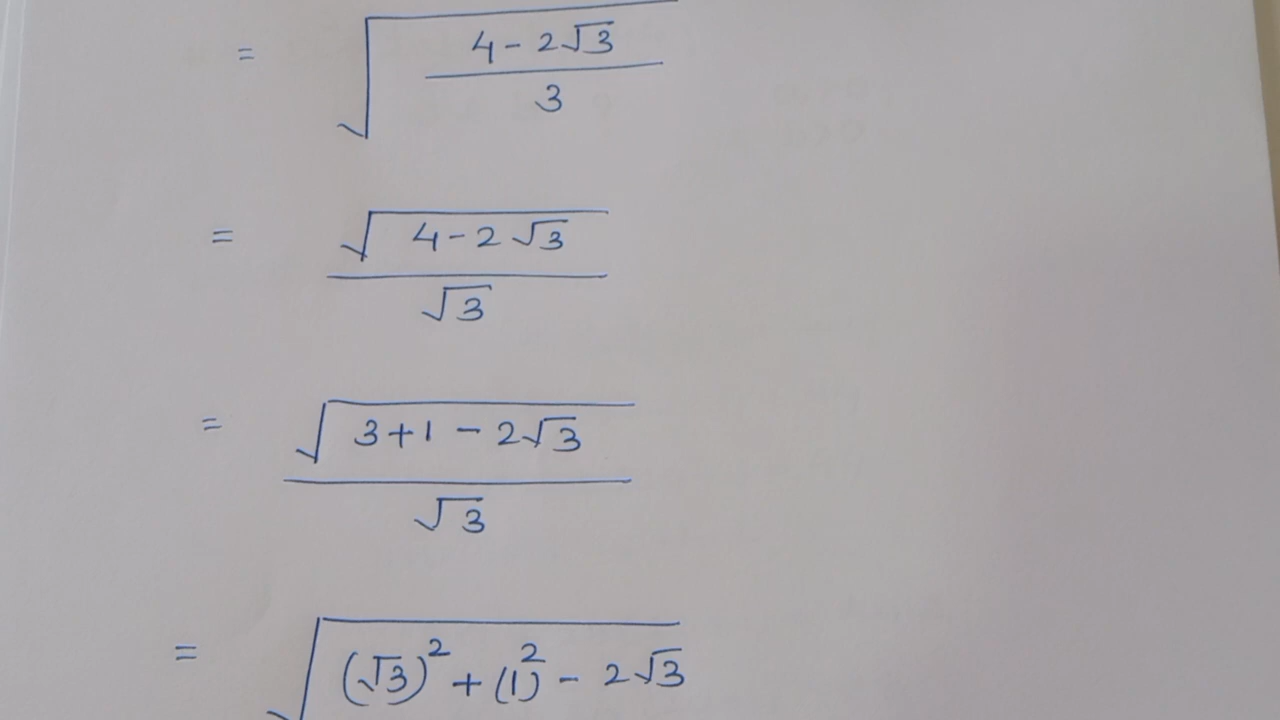 = √((4 - 2√3)/3)
= √(4 - 2√3)/√3
= √(3 + 1 - 2√3)/√3
= √((√3)² + (1)² - 2√3)